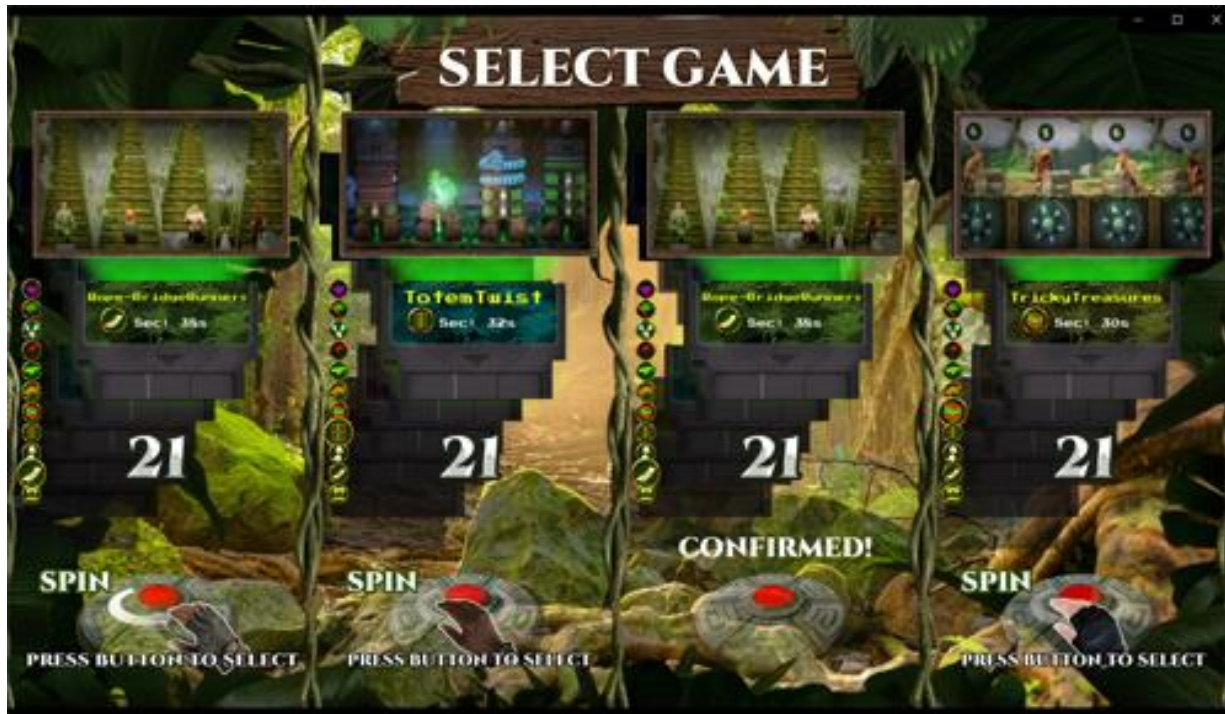 SELECT GAME
Rope-BridgeRunners
Sec: 35s
21
SPIN
PRESS BUTTON TO SELECT
TotemTwist
Sec: 32s
21
SPIN
PRESS BUTTON TO SELECT
Rope-BridgeRunners
Sec: 35s
21
CONFIRMED!
TrickyTreasures
Sec: 30s
21
SPIN
PRESS BUTTON TO SELECT